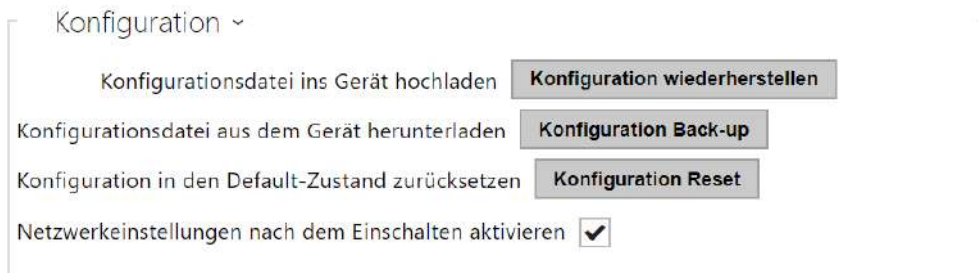 Konfiguration
Konfigurationsdatei ins Gerät hochladen Konfiguration wiederherstellen
Konfigurationsdatei aus dem Gerät herunterladen Konfiguration Back-up
Konfiguration in den Default-Zustand zurücksetzen Konfiguration Reset
Netzwerkeinstellungen nach dem Einschalten aktivieren